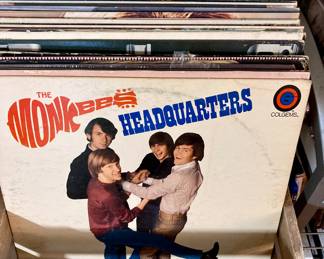 THE
MONKEES
HEADQUARTERS
COLGEMS